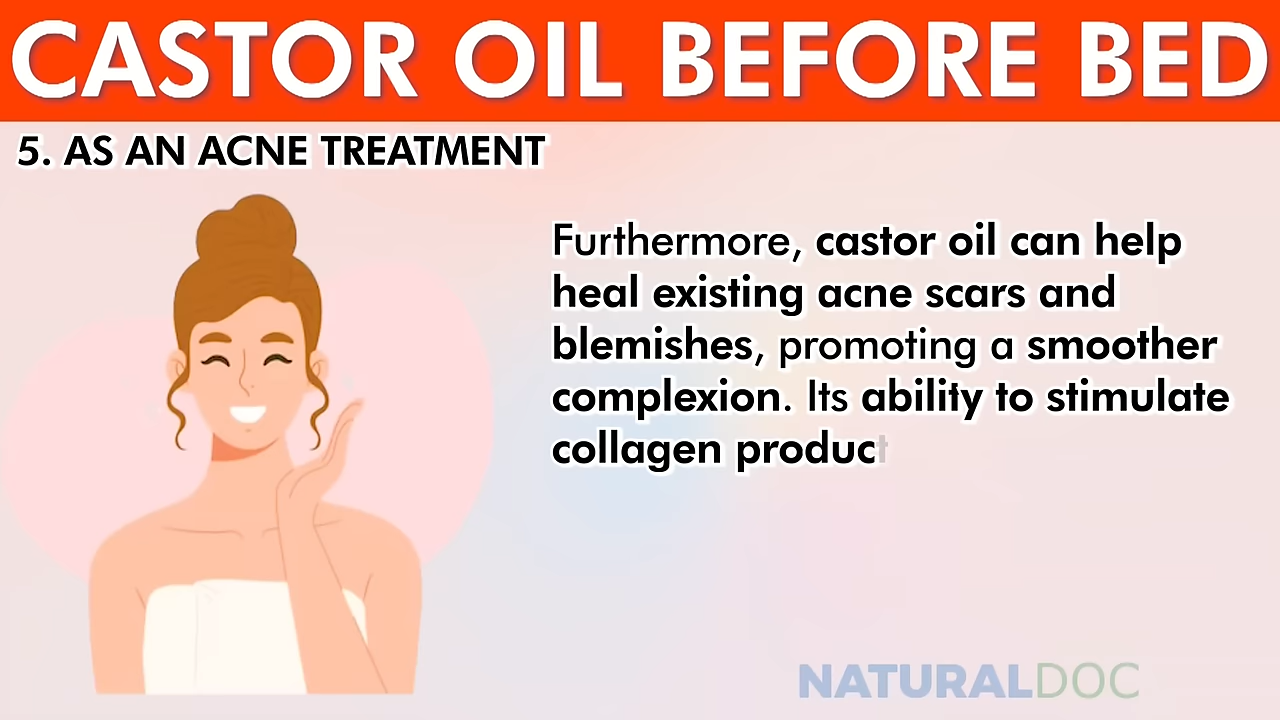 CASTOR OIL BEFORE BED
5. AS AN ACNE TREATMENT
Furthermore, castor oil can help
heal existing acne scars and
blemishes, promoting a smoother
complexion. Its ability to stimulate
collagen product
NATURALDOC